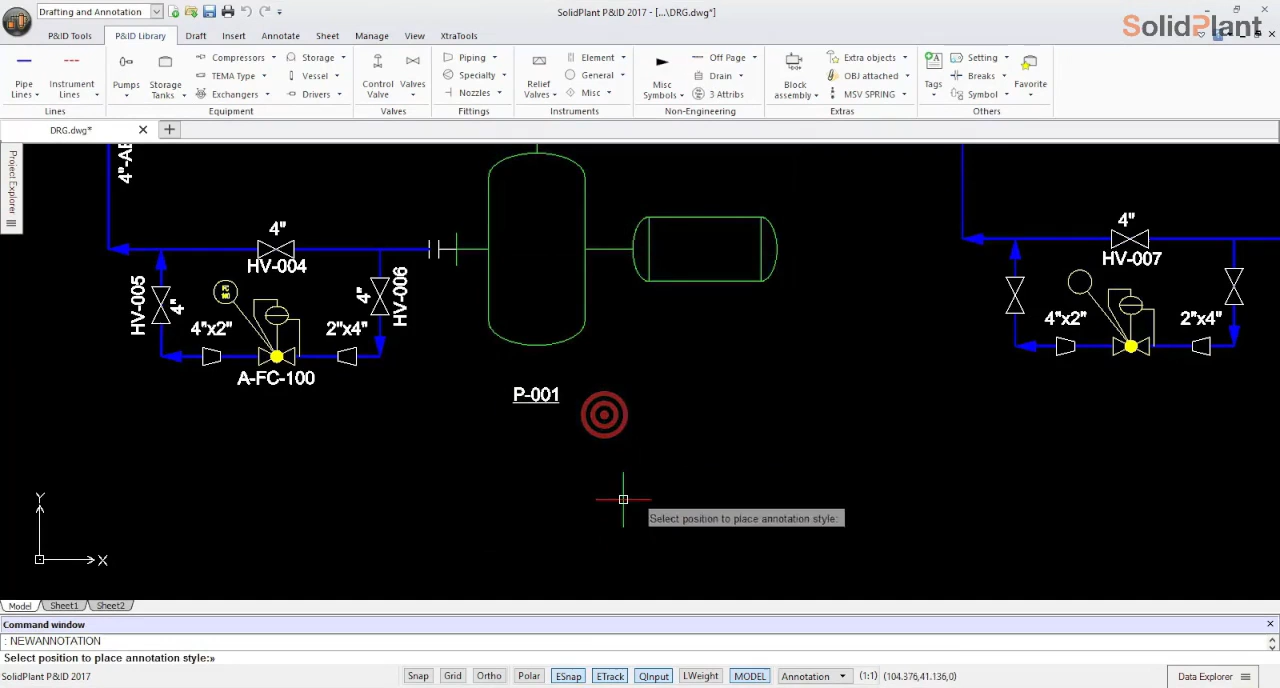 Drafting and Annotation
SolidPlant P&ID 2017 - [...\DRG.dwg*]
SolidPlant
P&ID Tools P&ID Library Draft Insert Annotate Sheet Manage View XtraTools
Pipe Lines
Instrument Lines
Lines
Pumps
Storage Tanks
Compressors
TEMA Type
Exchangers
Storage
Vessel
Drivers
Equipment
Control Valve
Valves
Valves
Piping
Specialty
Nozzles
Fittings
Relief Valves
Element
General
Misc
Instruments
Misc Symbols
Off Page
Drain
3 Attribs
Non-Engineering
Block assembly
Extra objects
OBJ attached
MSV SPRING
Extras
Tags
Setting
Breaks
Symbol
Favorite
Others
DRG.dwg*
Project Explorer
4"
HV-004
HV-005
4"
4"
HV-006
FC
100
4"x2"
2"x4"
A-FC-100
P-001
4"
HV-007
4"x2"
2"x4"
Select position to place annotation style:
Y
X
Model Sheet1 Sheet2
Command window
: NEWANNOTATION
Select position to place annotation style:»
SolidPlant P&ID 2017
Snap Grid Ortho Polar ESnap ETrack QInput LWeight MODEL Annotation (1:1) (104.376,41.136,0)
Data Explorer